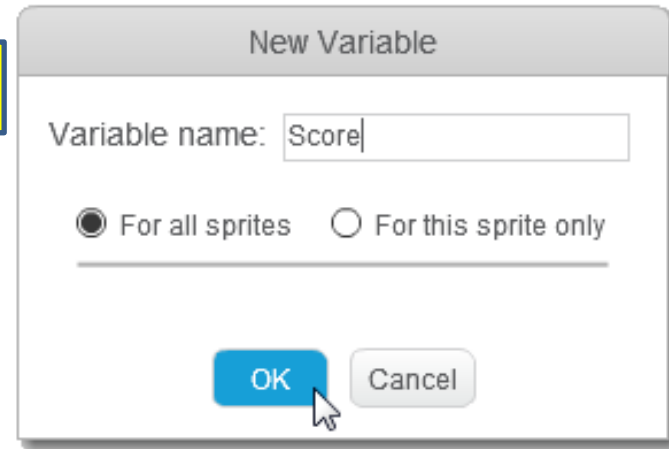 New Variable
Variable name: Score
For all sprites For this sprite only
OK Cancel